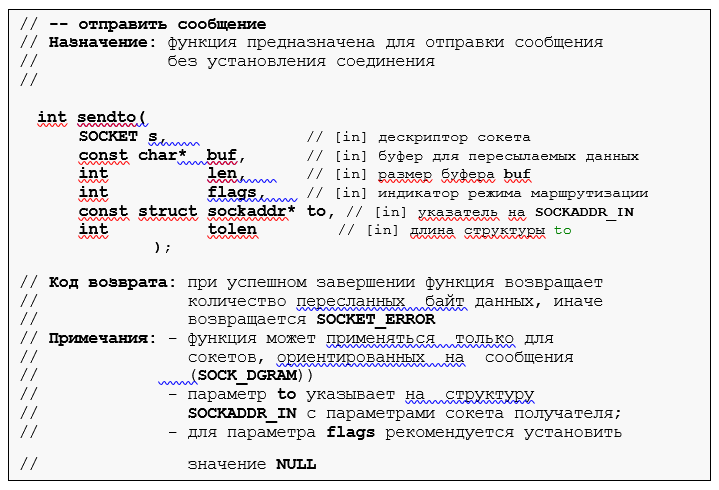 // -- отправить сообщение
// Назначение: функция предназначена для отправки сообщения
// без установления соединения
//
int sendto(
SOCKET s, // [in] дескриптор сокета
const char* buf, // [in] буфер для пересылаемых данных
int len, // [in] размер буфера buf
int flags, // [in] индикатор режима маршрутизации
const struct sockaddr* to, // [in] указатель на SOCKADDR_IN
int tolen // [in] длина структуры to
);
// Код возврата: при успешном завершении функция возвращает
// количество пересланных байт данных, иначе
// возвращается SOCKET_ERROR
// Примечания: - функция может применяться только для
// сокетов, ориентированных на сообщения
// (SOCK_DGRAM))
// - параметр to указывает на структуру
// SOCKADDR_IN с параметрами сокета получателя;
// - для параметра flags рекомендуется установить
// значение NULL